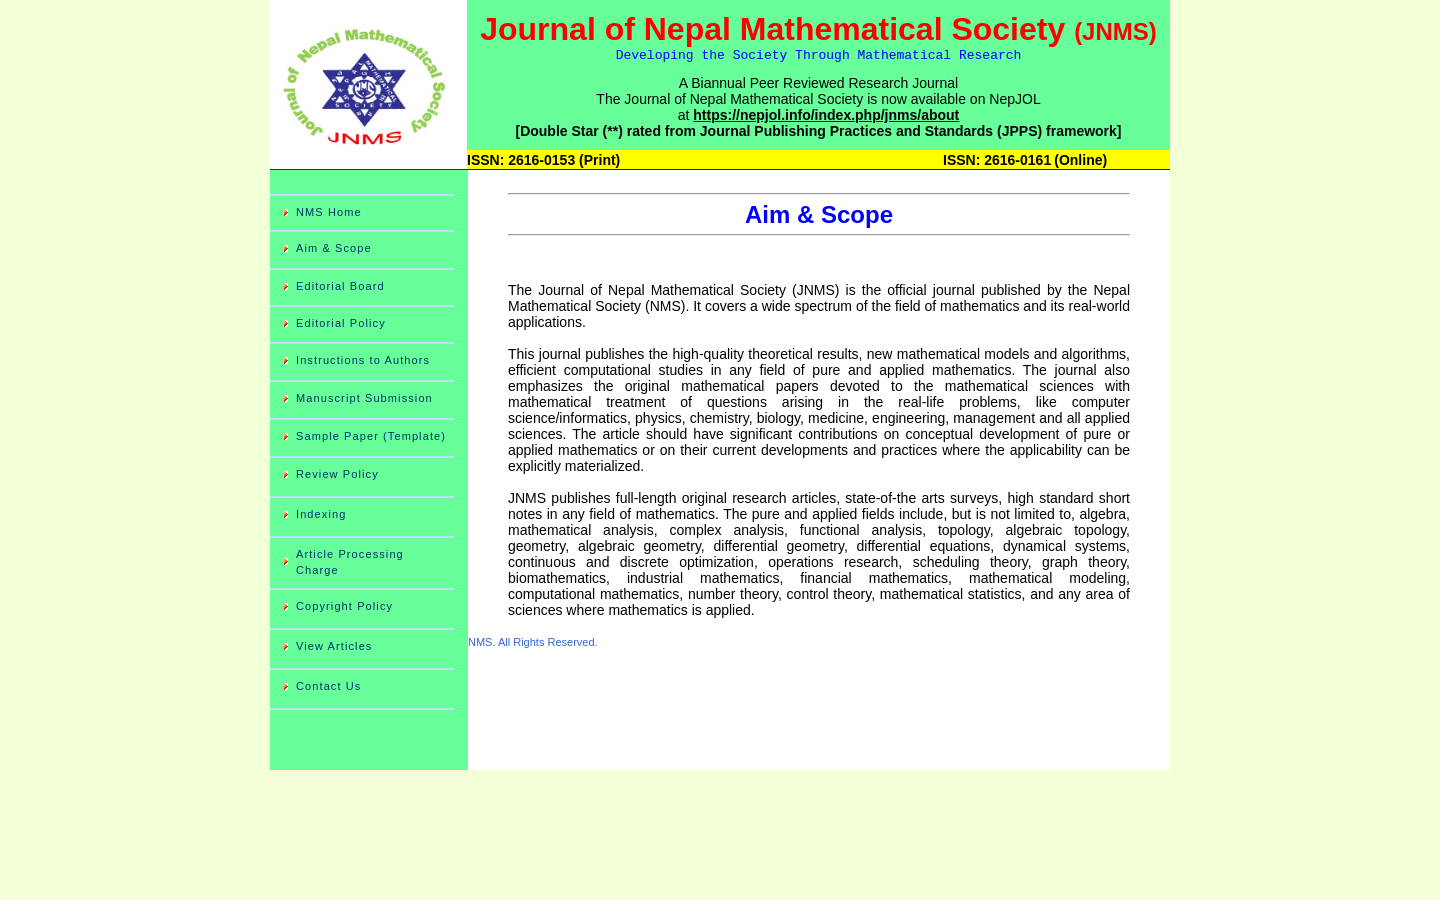 Journal of Nepal Mathematical Society
JNMS
Journal of Nepal Mathematical Society (JNMS)
Developing the Society Through Mathematical Research
A Biannual Peer Reviewed Research Journal
The Journal of Nepal Mathematical Society is now available on NepJOL
at https://nepjol.info/index.php/jnms/about
[Double Star (**) rated from Journal Publishing Practices and Standards (JPPS) framework]
ISSN: 2616-0153 (Print) ISSN: 2616-0161 (Online)
NMS Home
Aim & Scope
Editorial Board
Editorial Policy
Instructions to Authors
Manuscript Submission
Sample Paper (Template)
Review Policy
Indexing
Article Processing
Charge
Copyright Policy
View Articles
Contact Us
Aim & Scope
The Journal of Nepal Mathematical Society (JNMS) is the official journal published by the Nepal
Mathematical Society (NMS). It covers a wide spectrum of the field of mathematics and its real-world
applications.
This journal publishes the high-quality theoretical results, new mathematical models and algorithms,
efficient computational studies in any field of pure and applied mathematics. The journal also
emphasizes the original mathematical papers devoted to the mathematical sciences with
mathematical treatment of questions arising in the real-life problems, like computer
science/informatics, physics, chemistry, biology, medicine, engineering, management and all applied
sciences. The article should have significant contributions on conceptual development of pure or
applied mathematics or on their current developments and practices where the applicability can be
explicitly materialized.
JNMS publishes full-length original research articles, state-of-the arts surveys, high standard short
notes in any field of mathematics. The pure and applied fields include, but is not limited to, algebra,
mathematical analysis, complex analysis, functional analysis, topology, algebraic topology,
geometry, algebraic geometry, differential geometry, differential equations, dynamical systems,
continuous and discrete optimization, operations research, scheduling theory, graph theory,
biomathematics, industrial mathematics, financial mathematics, mathematical modeling,
computational mathematics, number theory, control theory, mathematical statistics, and any area of
sciences where mathematics is applied.
NMS. All Rights Reserved.